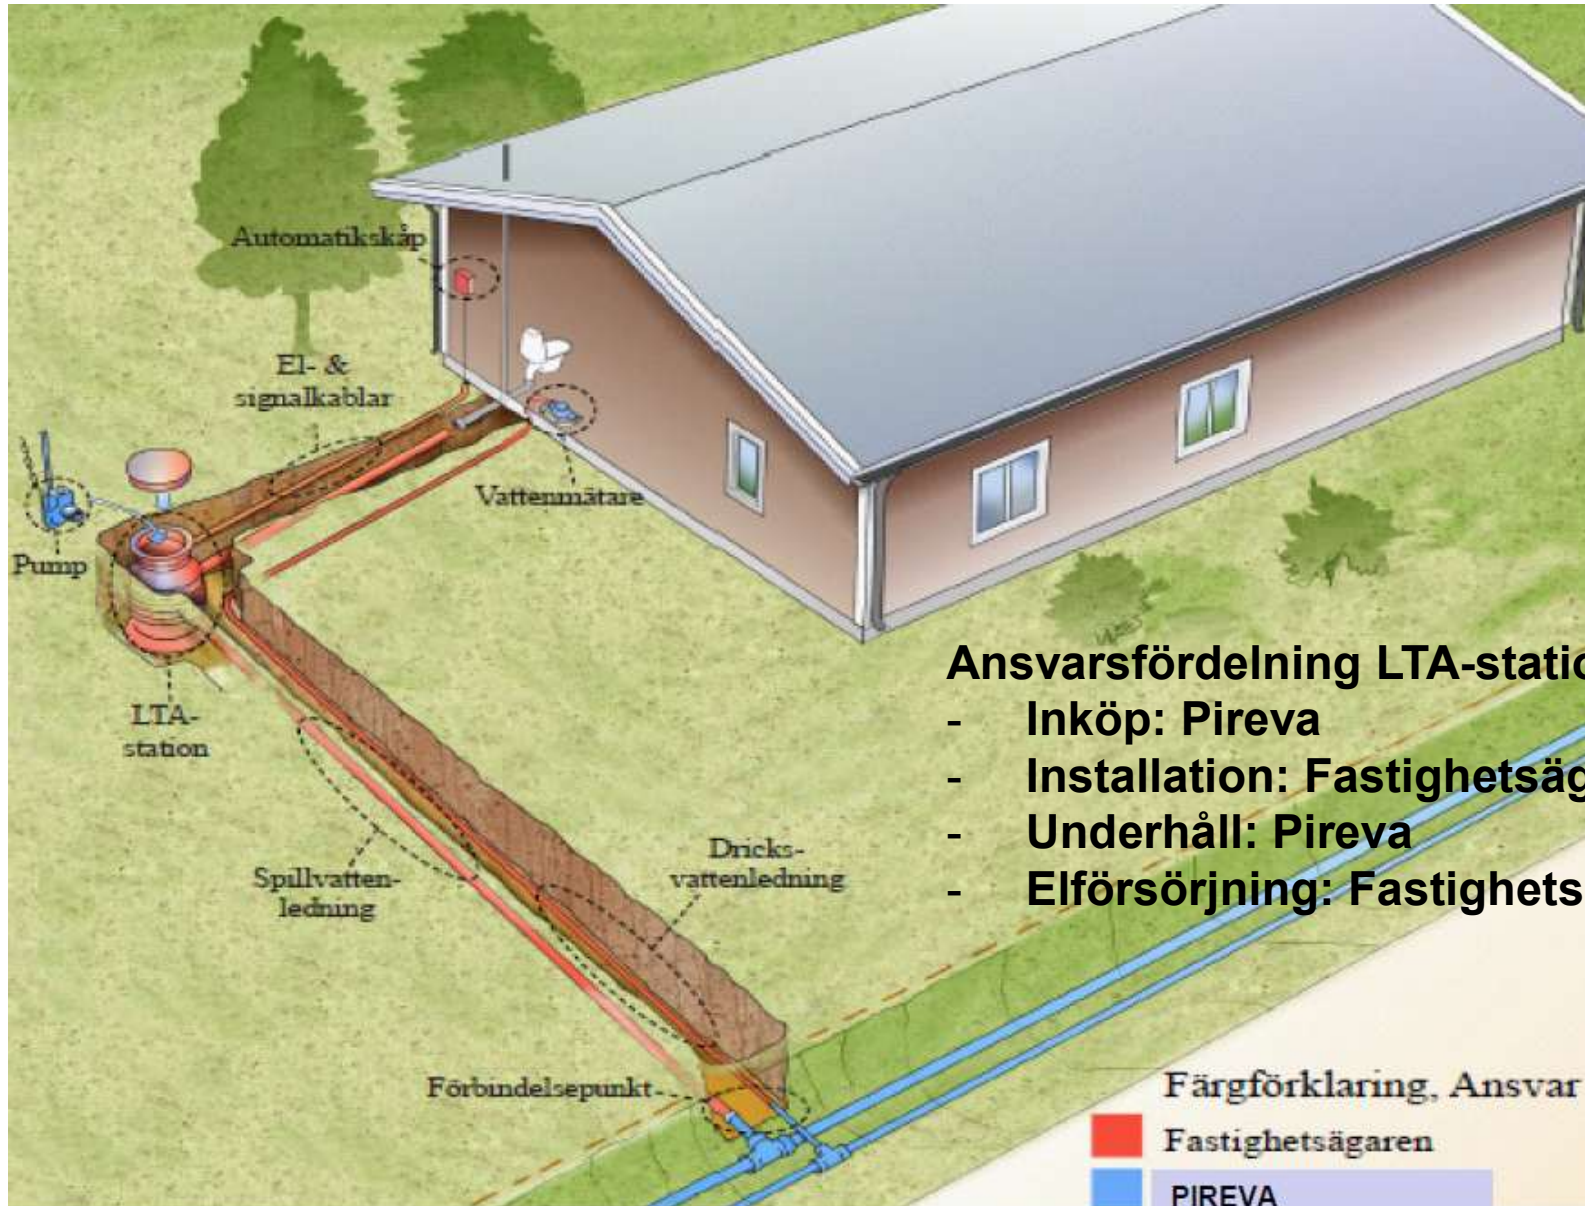 Automatikskåp
El- &
signalkablar
Vattenmätare
Pump
LTA-
station
Spillvatten-
ledning
Dricks-
vattenledning
Förbindelsepunkt
Ansvarsfördelning LTA-statio
- Inköp: Pireva
- Installation: Fastighetsäg
- Underhåll: Pireva
- Elförsörjning: Fastighets
Färgförklaring, Ansvar
Fastighetsägaren
PIREVA